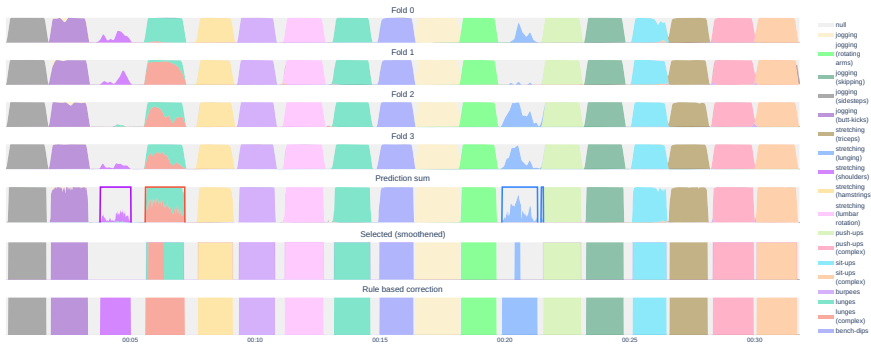 Fold 0
Fold 1
Fold 2
Fold 3
Prediction sum
Selected (smoothened)
Rule based correction
00:05
00:10
00:15
00:20
00:25
00:30
null
jogging
jogging
(rotating
arms)
jogging
(skipping)
jogging
(sidesteps)
jogging
(butt-kicks)
stretching
(triceps)
stretching
(lunging)
stretching
(shoulders)
stretching
(hamstrings
stretching
(lumbar
rotation)
push-ups
push-ups
(complex)
sit-ups
sit-ups
(complex)
burpees
lunges
lunges
(complex)
bench-dips